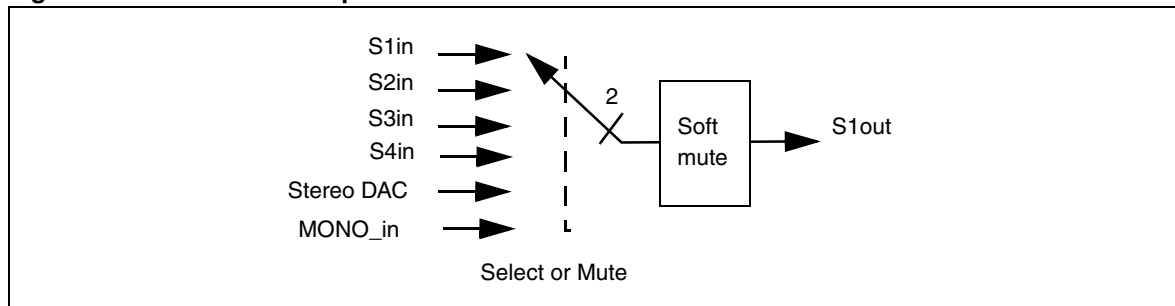 S1in
S2in
S3in
S4in
Stereo DAC
MONO_in
2
Soft
mute
S1out
Select or Mute